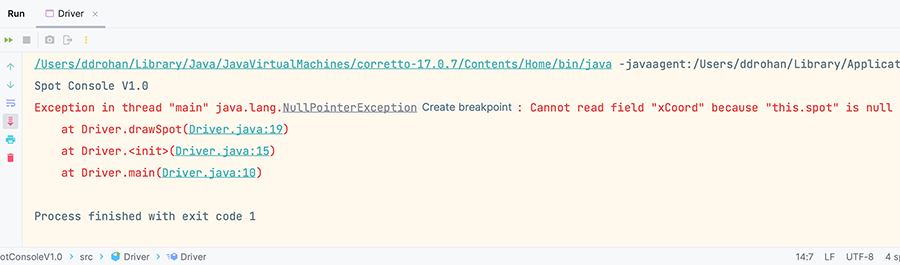 Run Driver
/Users/ddrohan/Library/Java/JavaVirtualMachines/corretto-17.0.7/Contents/Home/bin/java -javaagent:/Users/ddrohan/Library/Applicat
Spot Console V1.0
Exception in thread "main" java.lang.NullPointerException Create breakpoint : Cannot read field "xCoord" because "this.spot" is null
at Driver.drawSpot(Driver.java:19)
at Driver.<init>(Driver.java:15)
at Driver.main(Driver.java:10)
Process finished with exit code 1
otConsoleV1.0 > src > Driver > Driver 14:7 LF UTF-8 4 sp